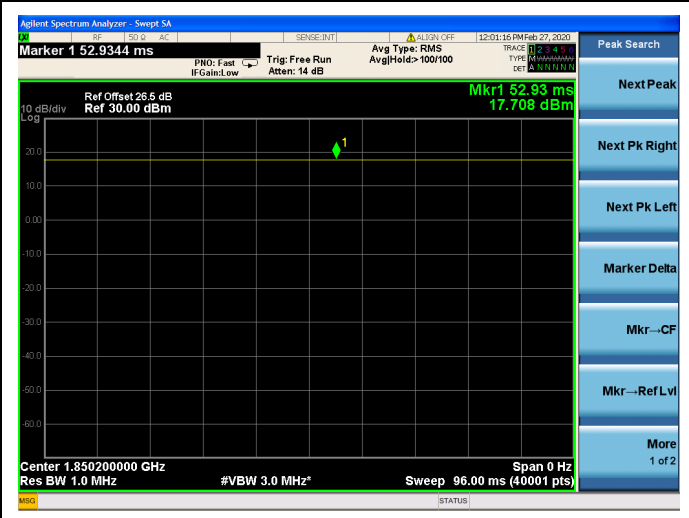 Agilent Spectrum Analyzer - Swept SA
RF 50 Ω AC SENSE:INT ALIGN OFF 12:01:16 PM Feb 27, 2020
Marker 1 52.9344 ms
PNO: Fast
IFGain:Low
Trig: Free Run
Atten: 14 dB
Avg Type: RMS
Avg|Hold:>100/100
TRACE 1 2 3 4 5 6
TYPE M
DET A N N N N N
Peak Search
Mkr1 52.93 ms
17.708 dBm
Ref Offset 26.5 dB
10 dB/div Ref 30.00 dBm
Log
1
20.0
10.0
0.00
-10.0
-20.0
-30.0
-40.0
-50.0
-60.0
Next Peak
Next Pk Right
Next Pk Left
Marker Delta
Mkr→CF
Mkr→Ref Lvl
More
1 of 2
Center 1.850200000 GHz Span 0 Hz
Res BW 1.0 MHz #VBW 3.0 MHz* Sweep 96.00 ms (40001 pts)
MSG STATUS